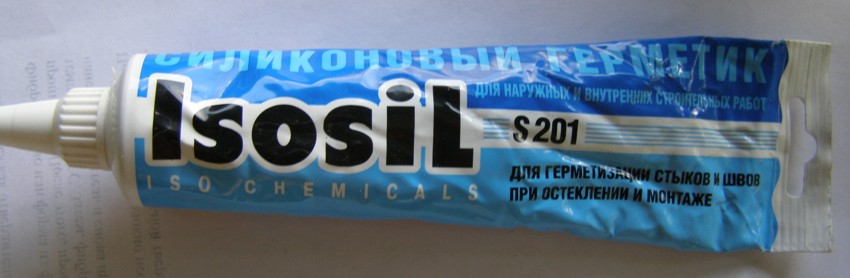 СИЛИКОНОВЫЙ ГЕРМЕТИК
ДЛЯ НАРУЖНЫХ И ВНУТРЕННИХ СТРОИТЕЛЬНЫХ РАБОТ
IsosiL
S 201
ISO CHEMICALS
ДЛЯ ГЕРМЕТИЗАЦИИ СТЫКОВ И ШВОВ
ПРИ ОСТЕКЛЕНИИ И МОНТАЖЕ